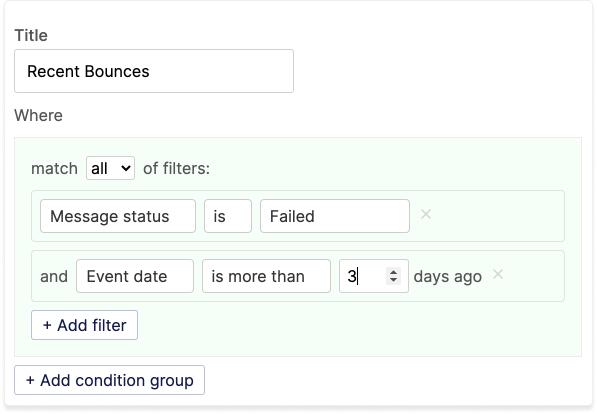 Title
Recent Bounces
Where
match all of filters:
Message status is Failed ×
and Event date is more than 3 days ago ×
+ Add filter
+ Add condition group